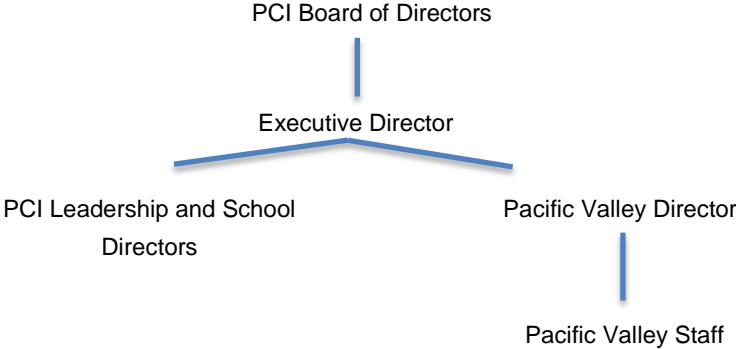 PCI Board of Directors
Executive Director
PCI Leadership and School
Directors
Pacific Valley Director
Pacific Valley Staff